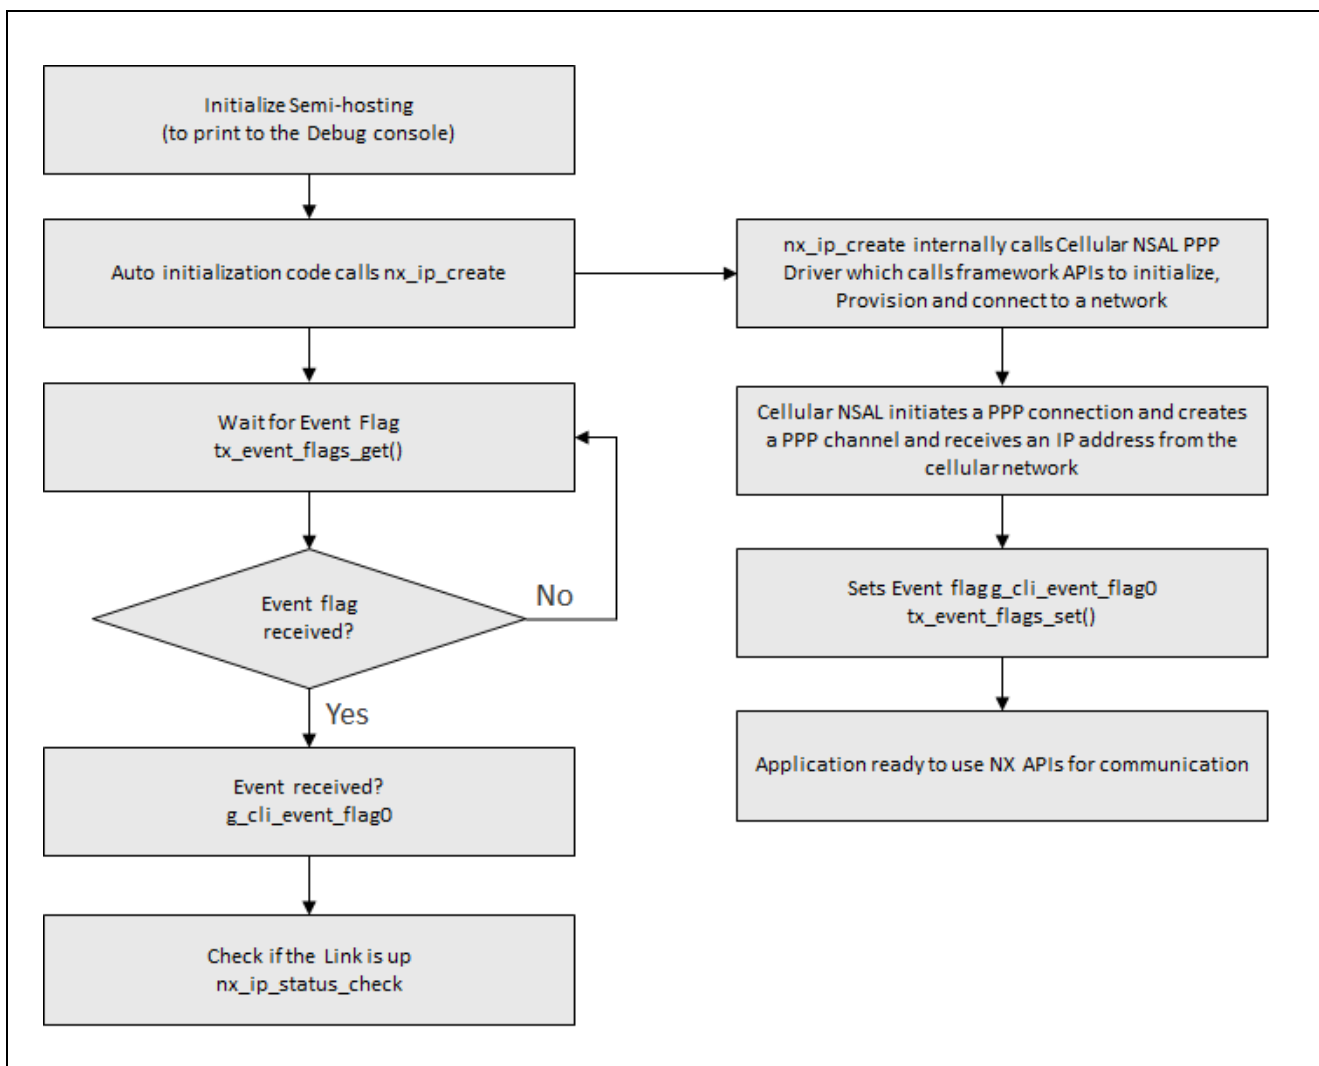 Initialize Semi-hosting
(to print to the Debug console)
Auto initialization code calls nx_ip_create
Wait for Event Flag
tx_event_flags_get()
Event flag
received?
No
Yes
Event received?
g_cli_event_flag0
Check if the Link is up
nx_ip_status_check
nx_ip_create internally calls Cellular NSAL PPP
Driver which calls framework APIs to initialize,
Provision and connect to a network
Cellular NSAL initiates a PPP connection and creates
a PPP channel and receives an IP address from the
cellular network
Sets Event flag g_cli_event_flag0
tx_event_flags_set()
Application ready to use NX APIs for communication